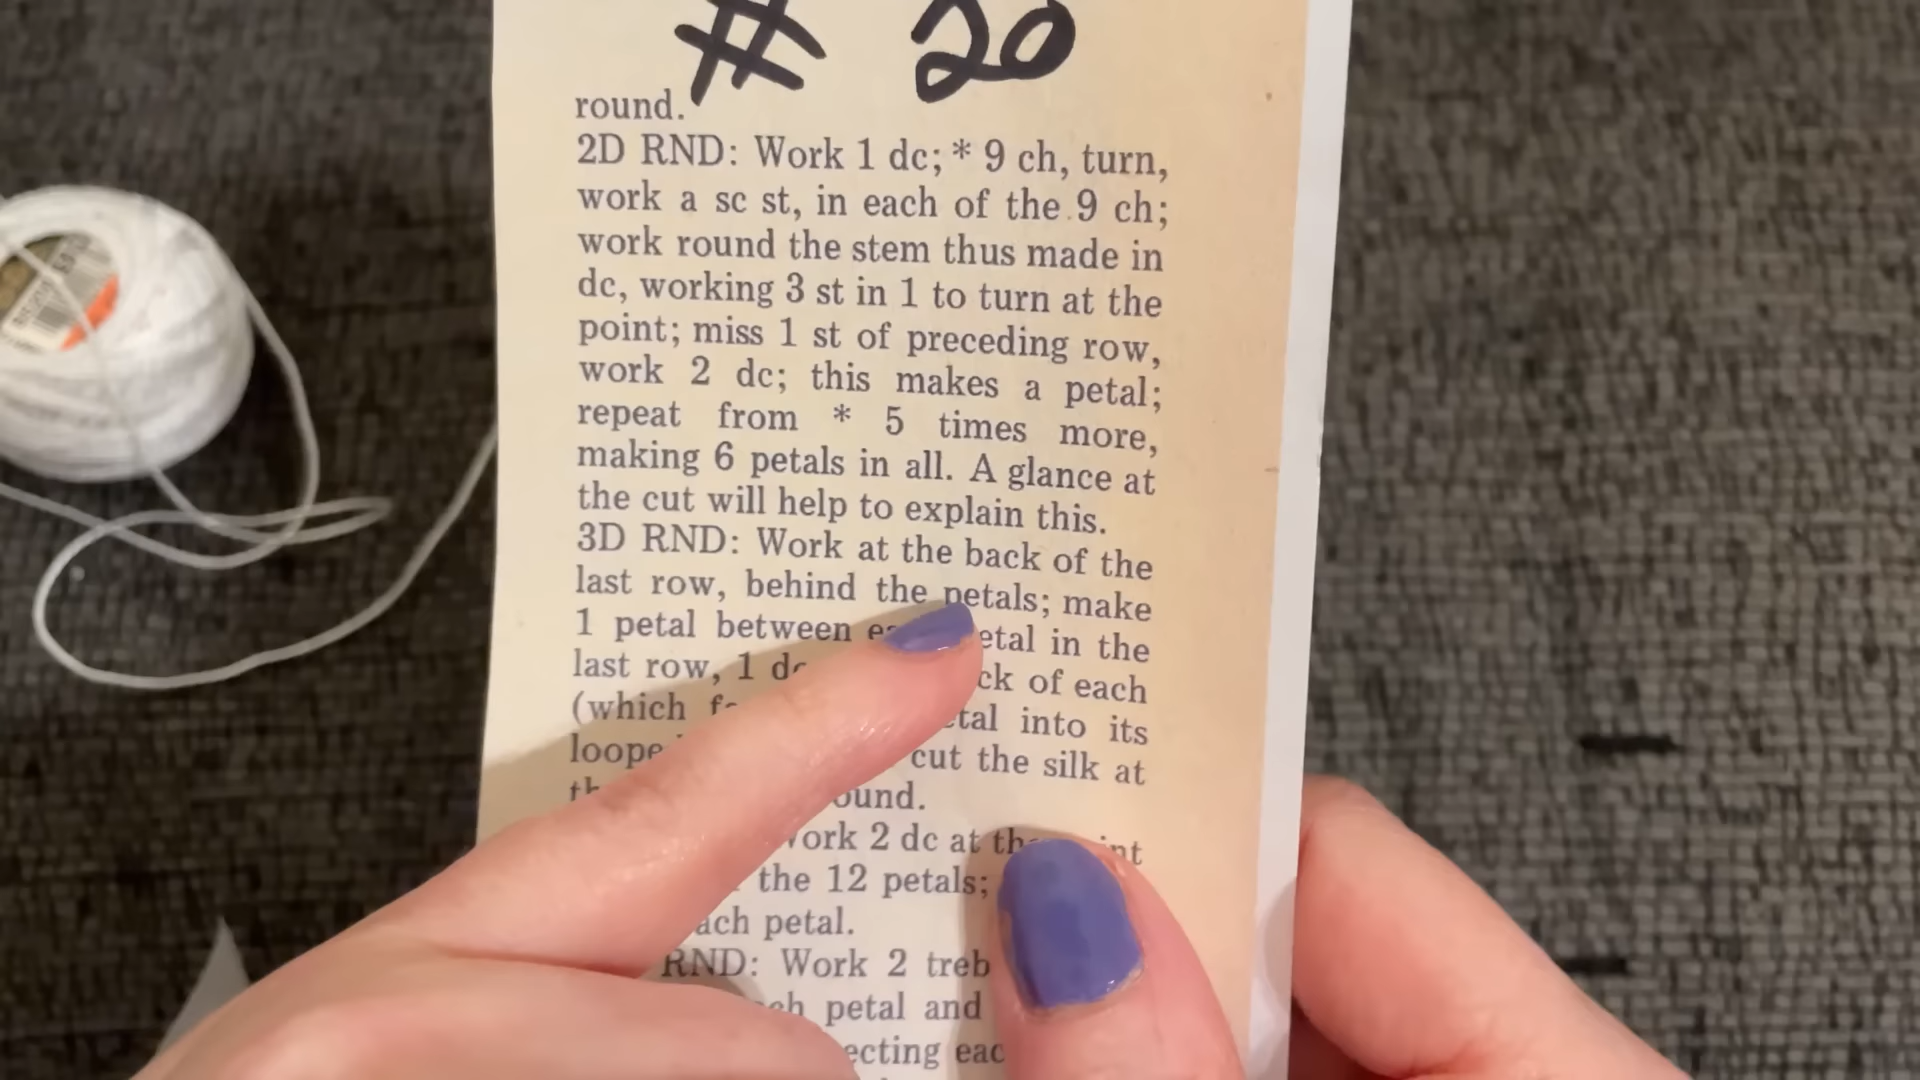 # 20
round.
2D RND: Work 1 dc; * 9 ch, turn,
work a sc st, in each of the 9 ch;
work round the stem thus made in
dc, working 3 st in 1 to turn at the
point; miss 1 st of preceding row,
work 2 dc; this makes a petal;
repeat from * 5 times more,
making 6 petals in all. A glance at
the cut will help to explain this.
3D RND: Work at the back of the
last row, behind the petals; make
1 petal between in the
last row, 1 of each
(which into its
cut the silk at
2 dc at
the 12 petals;
petal.
RND: Work 2 treb
petal and